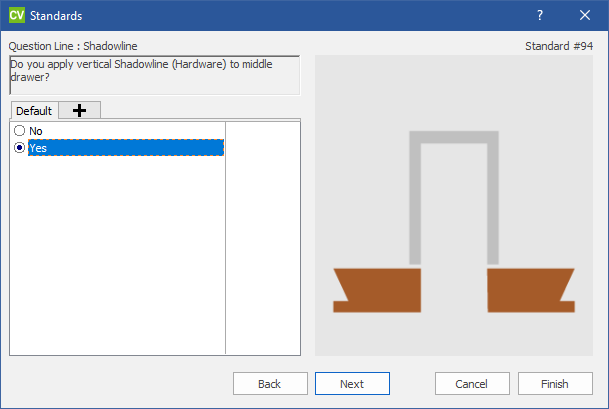 CV Standards ?
Question Line : Shadowline Standard #94
Do you apply vertical Shadowline (Hardware) to middle
drawer?
Default
No
Yes
Back Next Cancel Finish